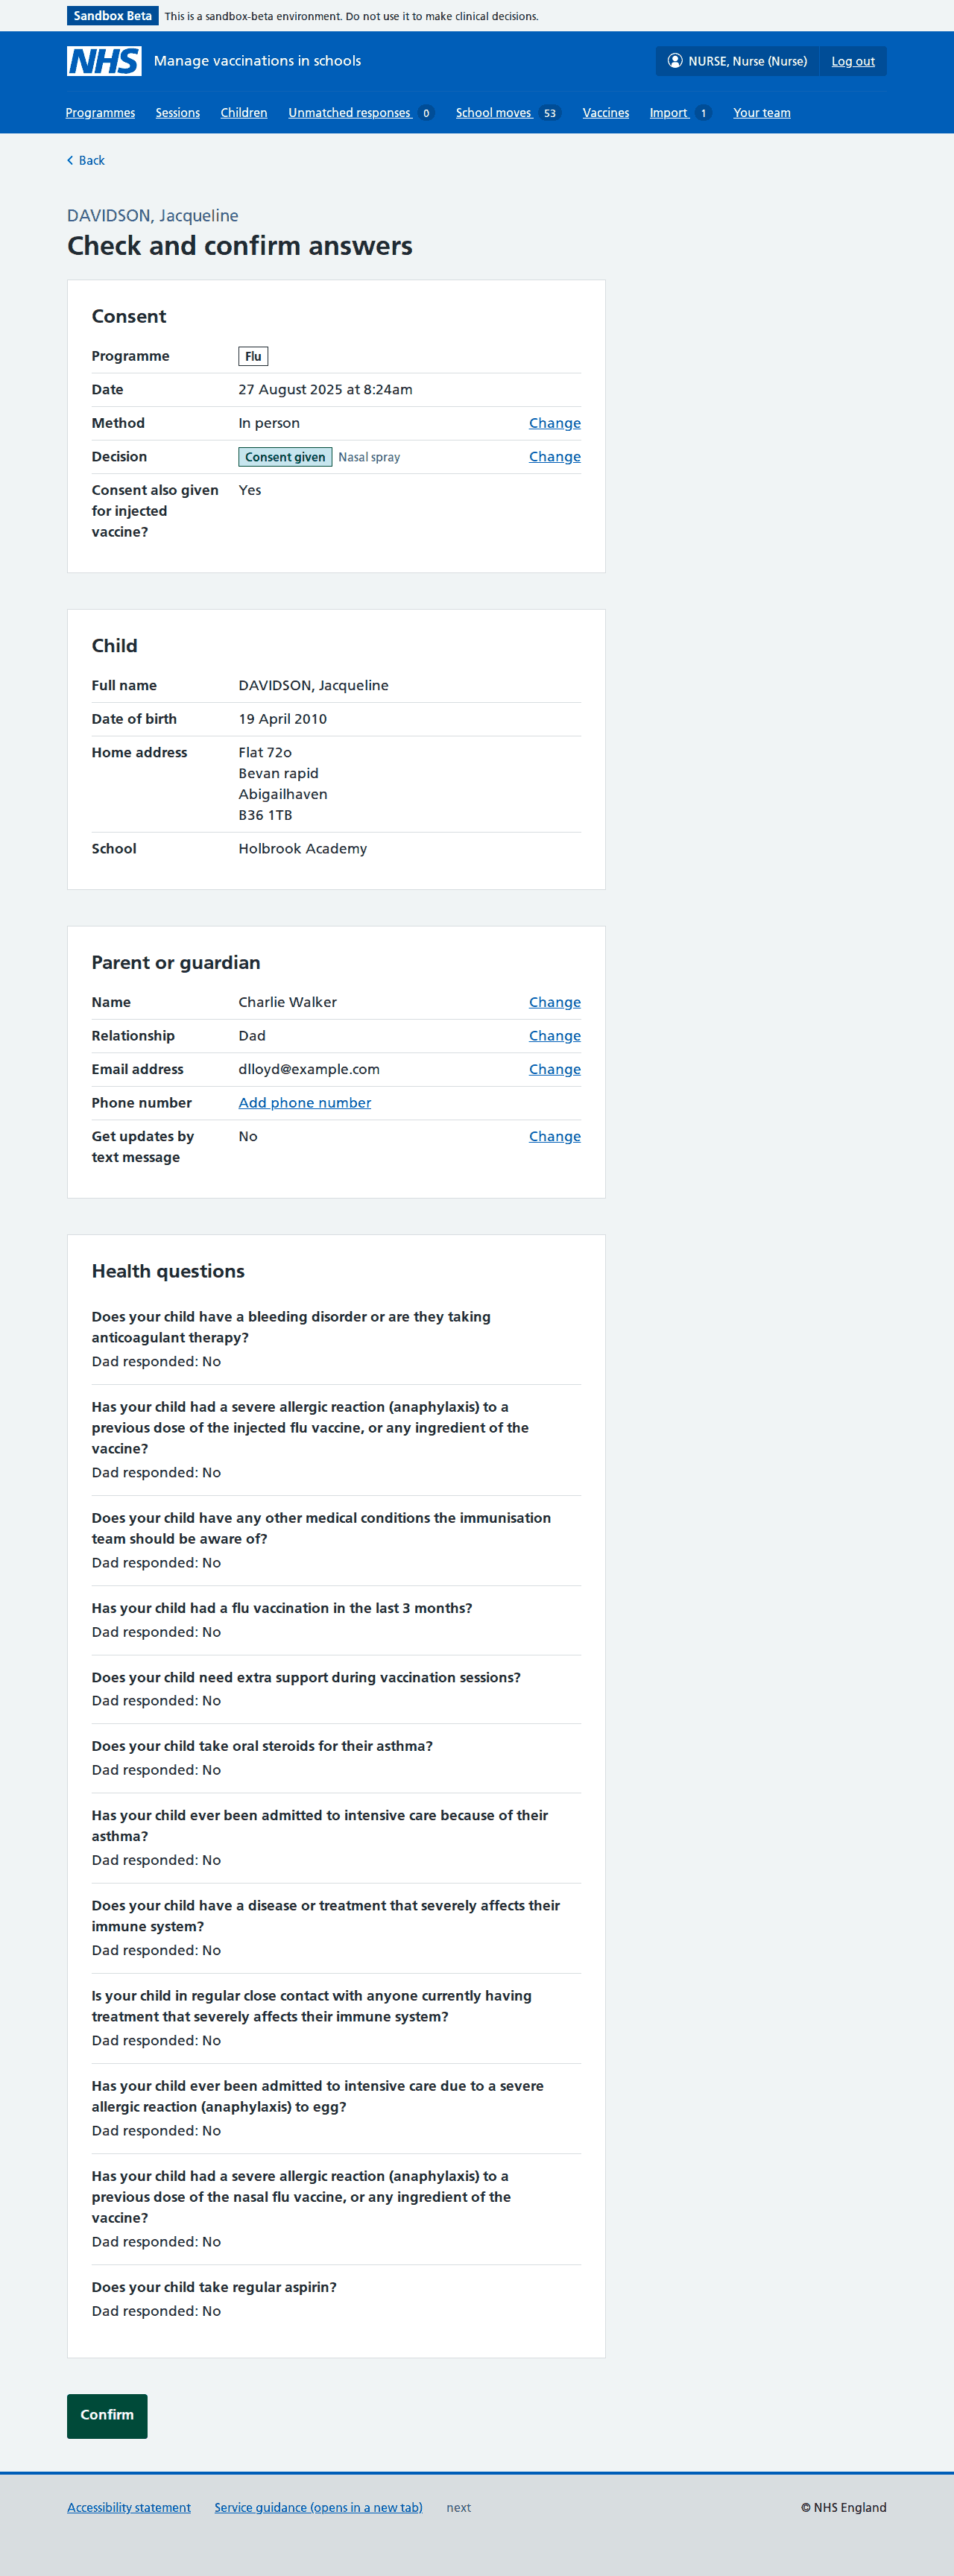 Sandbox Beta This is a sandbox-beta environment. Do not use it to make clinical decisions.
NHS Manage vaccinations in schools NURSE, Nurse (Nurse) Log out
Programmes Sessions Children Unmatched responses 0 School moves 53 Vaccines Import 1 Your team
Back
DAVIDSON, Jacqueline
Check and confirm answers
Consent
Programme Flu
Date 27 August 2025 at 8:24am
Method In person Change
Decision Consent given Nasal spray Change
Consent also given Yes
for injected
vaccine?
Child
Full name DAVIDSON, Jacqueline
Date of birth 19 April 2010
Home address Flat 72o
Bevan rapid
Abigailhaven
B36 1TB
School Holbrook Academy
Parent or guardian
Name Charlie Walker Change
Relationship Dad Change
Email address dlloyd@example.com Change
Phone number Add phone number
Get updates by No Change
text message
Health questions
Does your child have a bleeding disorder or are they taking
anticoagulant therapy?
Dad responded: No
Has your child had a severe allergic reaction (anaphylaxis) to a
previous dose of the injected flu vaccine, or any ingredient of the
vaccine?
Dad responded: No
Does your child have any other medical conditions the immunisation
team should be aware of?
Dad responded: No
Has your child had a flu vaccination in the last 3 months?
Dad responded: No
Does your child need extra support during vaccination sessions?
Dad responded: No
Does your child take oral steroids for their asthma?
Dad responded: No
Has your child ever been admitted to intensive care because of their
asthma?
Dad responded: No
Does your child have a disease or treatment that severely affects their
immune system?
Dad responded: No
Is your child in regular close contact with anyone currently having
treatment that severely affects their immune system?
Dad responded: No
Has your child ever been admitted to intensive care due to a severe
allergic reaction (anaphylaxis) to egg?
Dad responded: No
Has your child had a severe allergic reaction (anaphylaxis) to a
previous dose of the nasal flu vaccine, or any ingredient of the
vaccine?
Dad responded: No
Does your child take regular aspirin?
Dad responded: No
Confirm
Accessibility statement Service guidance (opens in a new tab) next © NHS England